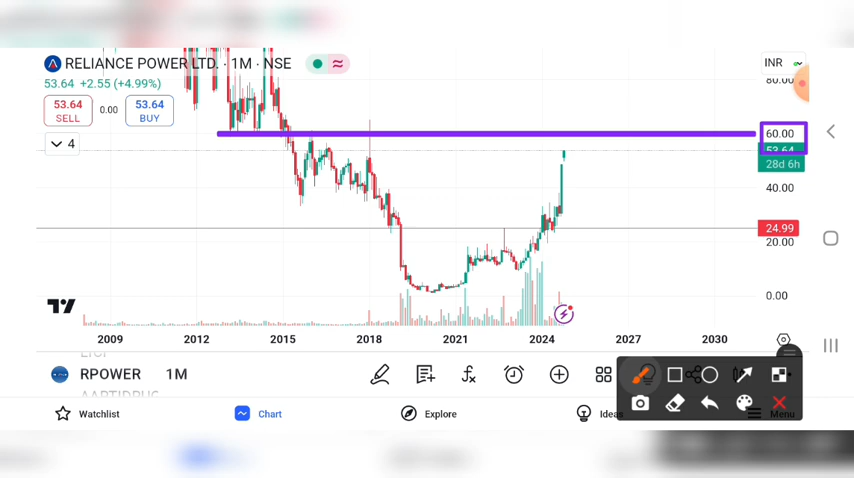 RELIANCE POWER LTD. · 1M · NSE
INR
80.00
53.64 +2.55 (+4.99%)
53.64
SELL
0.00
53.64
BUY
4
60.00
53.64
28d 6h
40.00
24.99
20.00
0.00
2009 2012 2015 2018 2021 2024 2027 2030
RPOWER 1M
Watchlist
Chart
Explore
Ideas
Menu